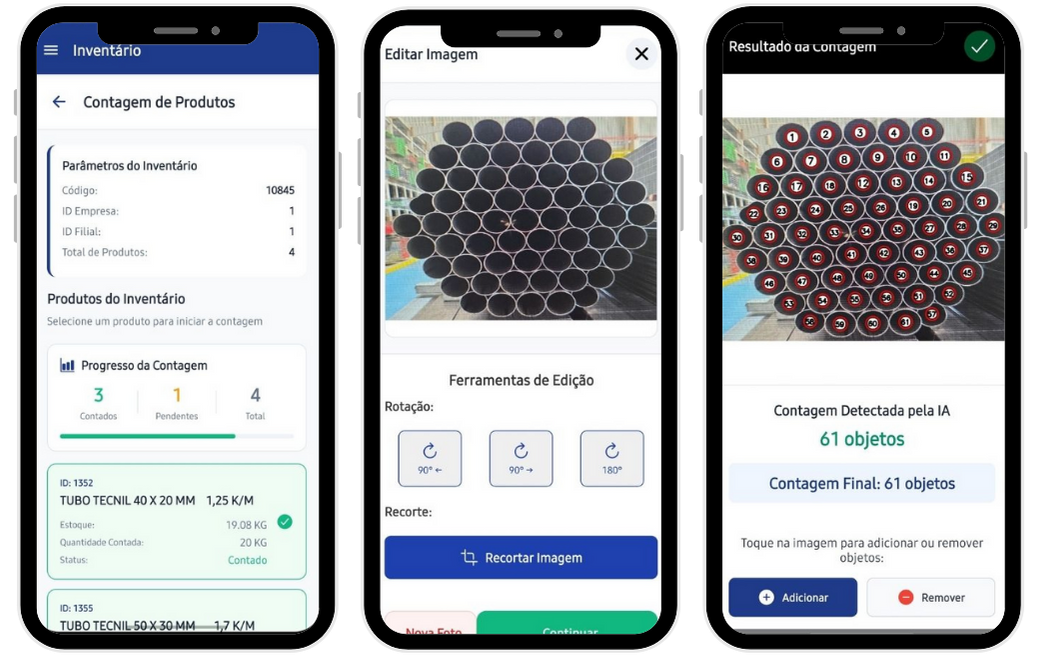 Inventário
Contagem de Produtos
Parâmetros do Inventário
Código: 10845
ID Empresa: 1
ID Filial: 1
Total de Produtos: 4
Produtos do Inventário
Selecione um produto para iniciar a contagem
Progresso da Contagem
3 1 4
Contados Pendentes Total
ID: 1352
TUBO TECNIL 40 X 20 MM 1,25 K/M
Estoque: 19.08 KG
Quantidade Contada: 20 KG
Status: Contado
ID: 1355
TUBO TECNIL 50 X 30 MM 1,7 K/M
Editar Imagem
Ferramentas de Edição
Rotação:
90° ← 90° → 180°
Recorte:
Recortar Imagem
Nova Foto Continuar
Resultado da Contagem
1 2 3 4 5
6 7 8 9 10 11
16 17 18 12 13 14 15
22 23 24 25 26 19 20 21
30 31 32 33 34 35 27 28 29
38 39 40 41 42 43 36 37
46 47 48 49 50 44 45
53 54 55 56 51 52
58 59 60 61 57
Contagem Detectada pela IA
61 objetos
Contagem Final: 61 objetos
Toque na imagem para adicionar ou remover
objetos:
Adicionar Remover